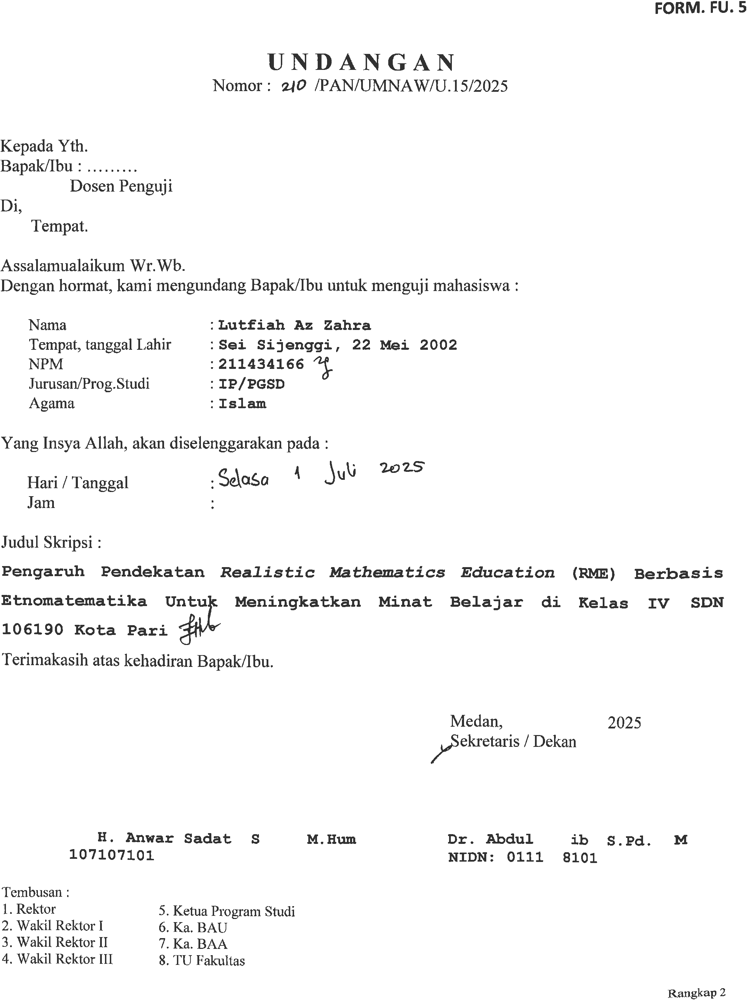 FORM. FU. 5
UNDANGAN
Nomor : 210 /PAN/UMNAW/U.15/2025
Kepada Yth.
Bapak/Ibu : .........
Dosen Penguji
Di,
Tempat.
Assalamualaikum Wr.Wb.
Dengan hormat, kami mengundang Bapak/Ibu untuk menguji mahasiswa :
Nama : Lutfiah Az Zahra
Tempat, tanggal Lahir : Sei Sijenggi, 22 Mei 2002
NPM : 211434166
Jurusan/Prog.Studi : IP/PGSD
Agama : Islam
Yang Insya Allah, akan diselenggarakan pada :
Hari / Tanggal : Selasa 1 Juli 2025
Jam :
Judul Skripsi :
Pengaruh Pendekatan Realistic Mathematics Education (RME) Berbasis
Etnomatematika Untuk Meningkatkan Minat Belajar di Kelas IV SDN
106190 Kota Pari
Terimakasih atas kehadiran Bapak/Ibu.
Medan, 2025
Sekretaris / Dekan
H. Anwar Sadat S M.Hum Dr. Abdul ib S.Pd. M
107107101 NIDN: 0111 8101
Tembusan :
1. Rektor 5. Ketua Program Studi
2. Wakil Rektor I 6. Ka. BAU
3. Wakil Rektor II 7. Ka. BAA
4. Wakil Rektor III 8. TU Fakultas
Rangkap 2